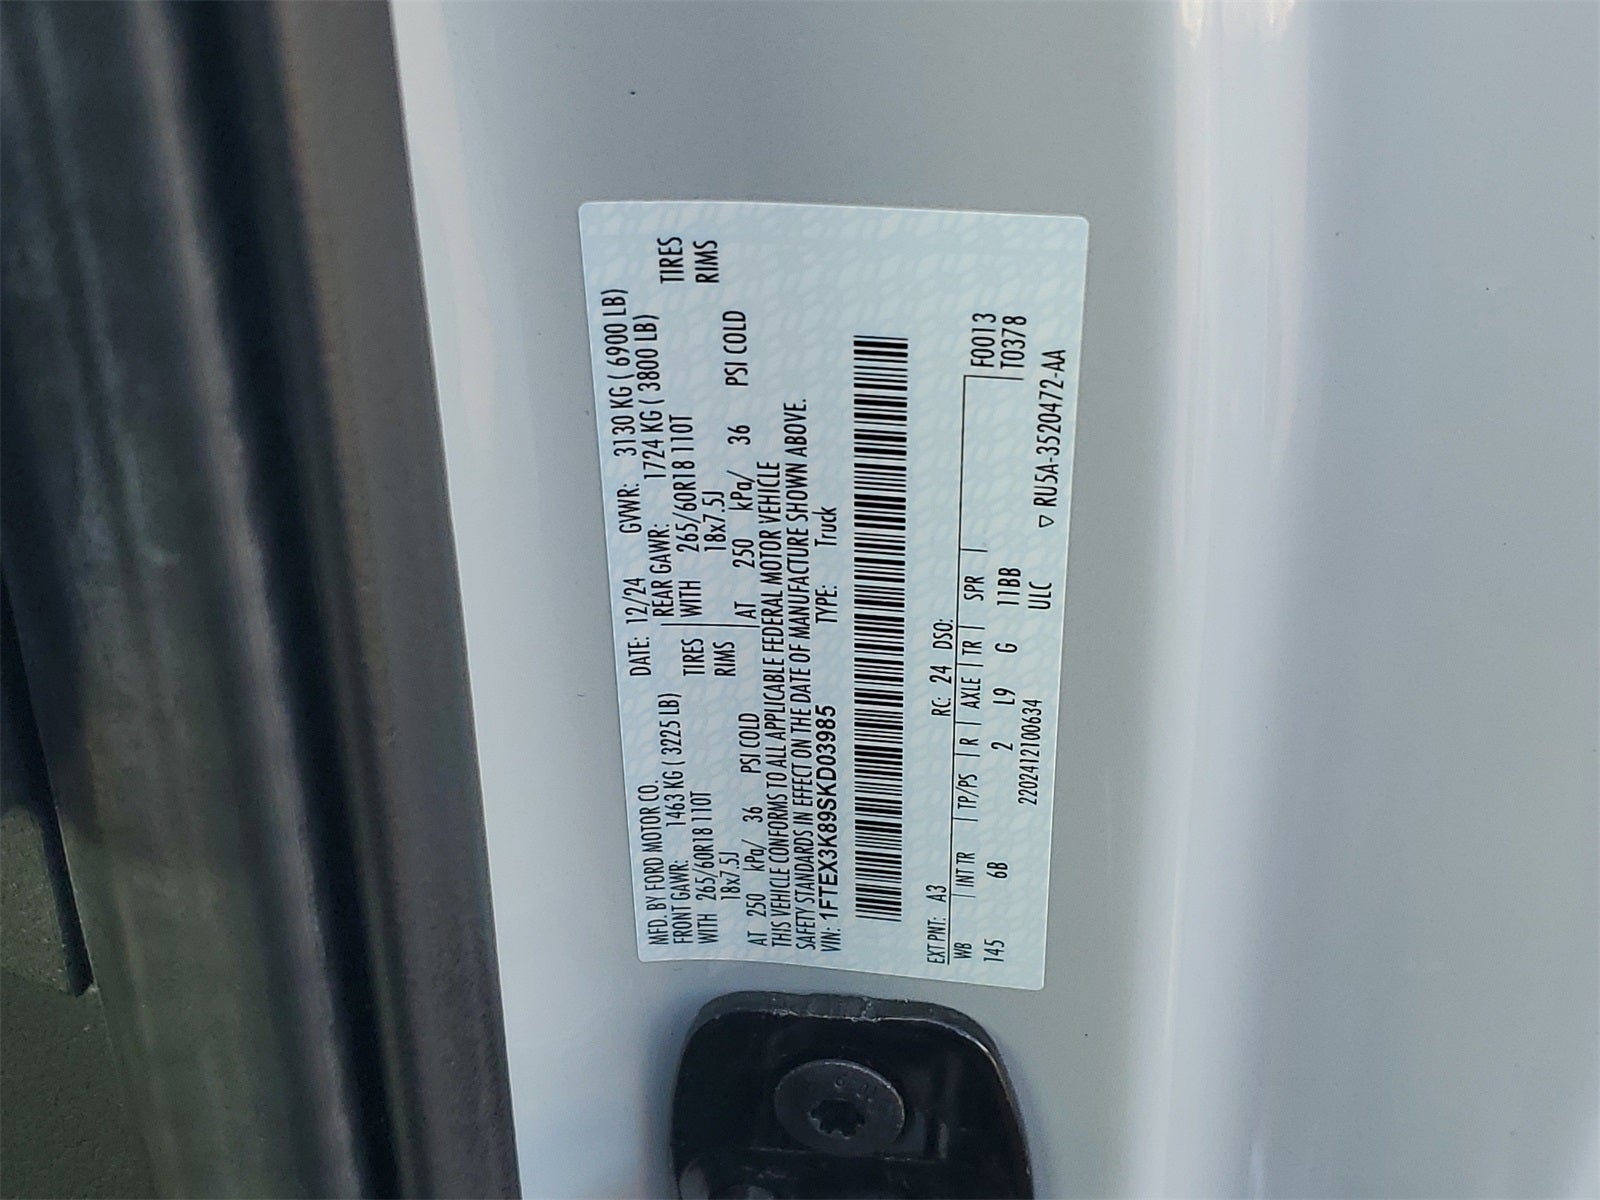 MFD. BY FORD MOTOR CO. DATE: 12/24 GVWR: 3130 KG ( 6900 LB)
FRONT GAWR: 1463 KG ( 3225 LB) REAR GAWR: 1724 KG ( 3800 LB)
WITH 265/60R18 110T TIRES WITH 265/60R18 110T TIRES
18x7.5J RIMS 18x7.5J RIMS
AT 250 kPa/ 36 PSI COLD AT 250 kPa/ 36 PSI COLD
THIS VEHICLE CONFORMS TO ALL APPLICABLE FEDERAL MOTOR VEHICLE
SAFETY STANDARDS IN EFFECT ON THE DATE OF MANUFACTURE SHOWN ABOVE.
VIN: 1FTEX3K89SKD03985 TYPE: Truck
EXT PNT: A3 RC: 24 DSO:
WB | INT TR | TP/PS | R | AXLE | TR | SPR | F0013
145 6B 2 L9 G 11BB T0378
2202412100634 ULC ▽ RU5A-3520472-AA